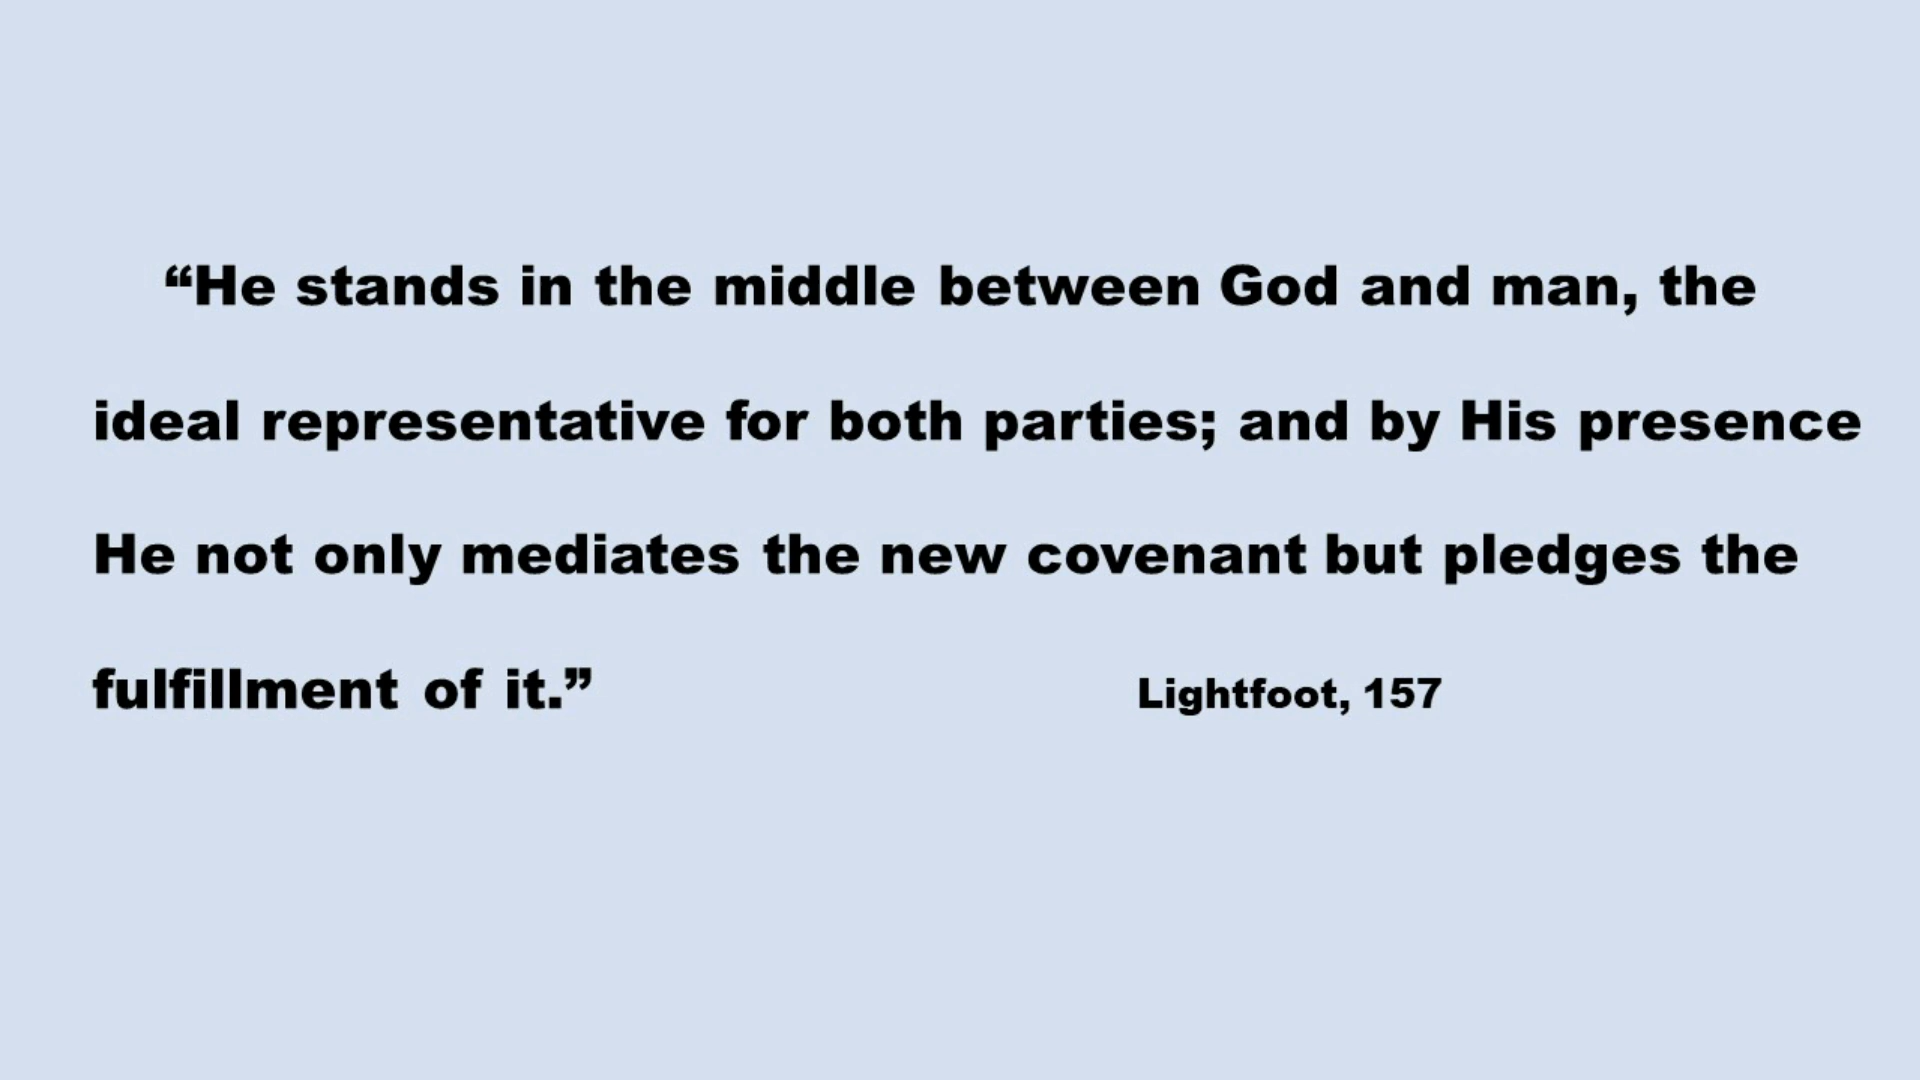 “He stands in the middle between God and man, the
ideal representative for both parties; and by His presence
He not only mediates the new covenant but pledges the
fulfillment of it.” Lightfoot, 157